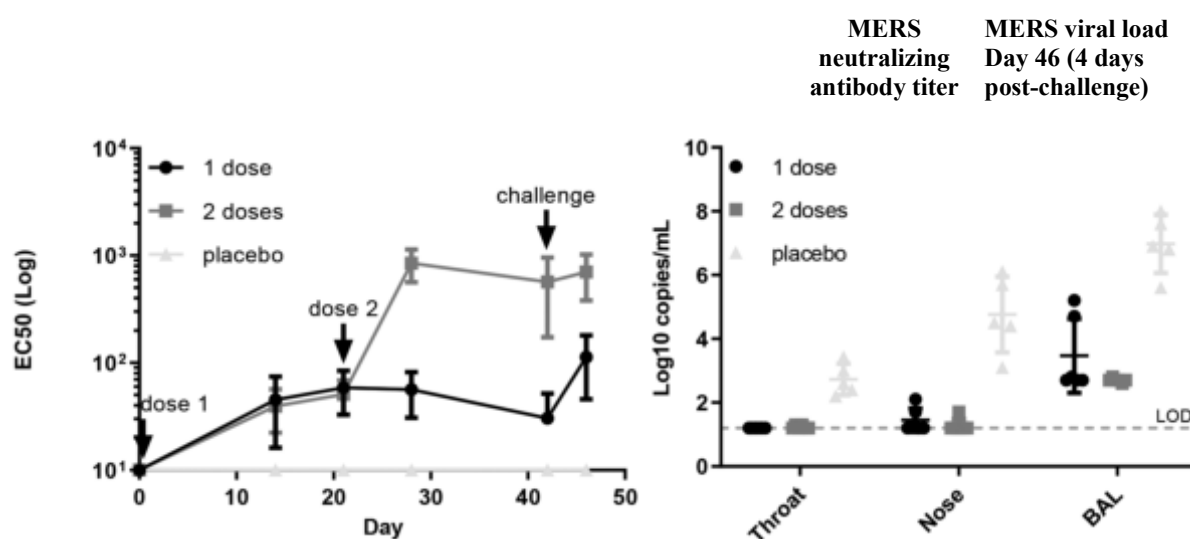 MERS
neutralizing
antibody titer
MERS viral load
Day 46 (4 days
post-challenge)
10⁴
10³
10²
10¹
EC50 (Log)
1 dose
2 doses
placebo
dose 1
dose 2
challenge
0 10 20 30 40 50
Day
10
8
6
4
2
0
Log10 copies/mL
1 dose
2 doses
placebo
LOD
Throat
Nose
BAL